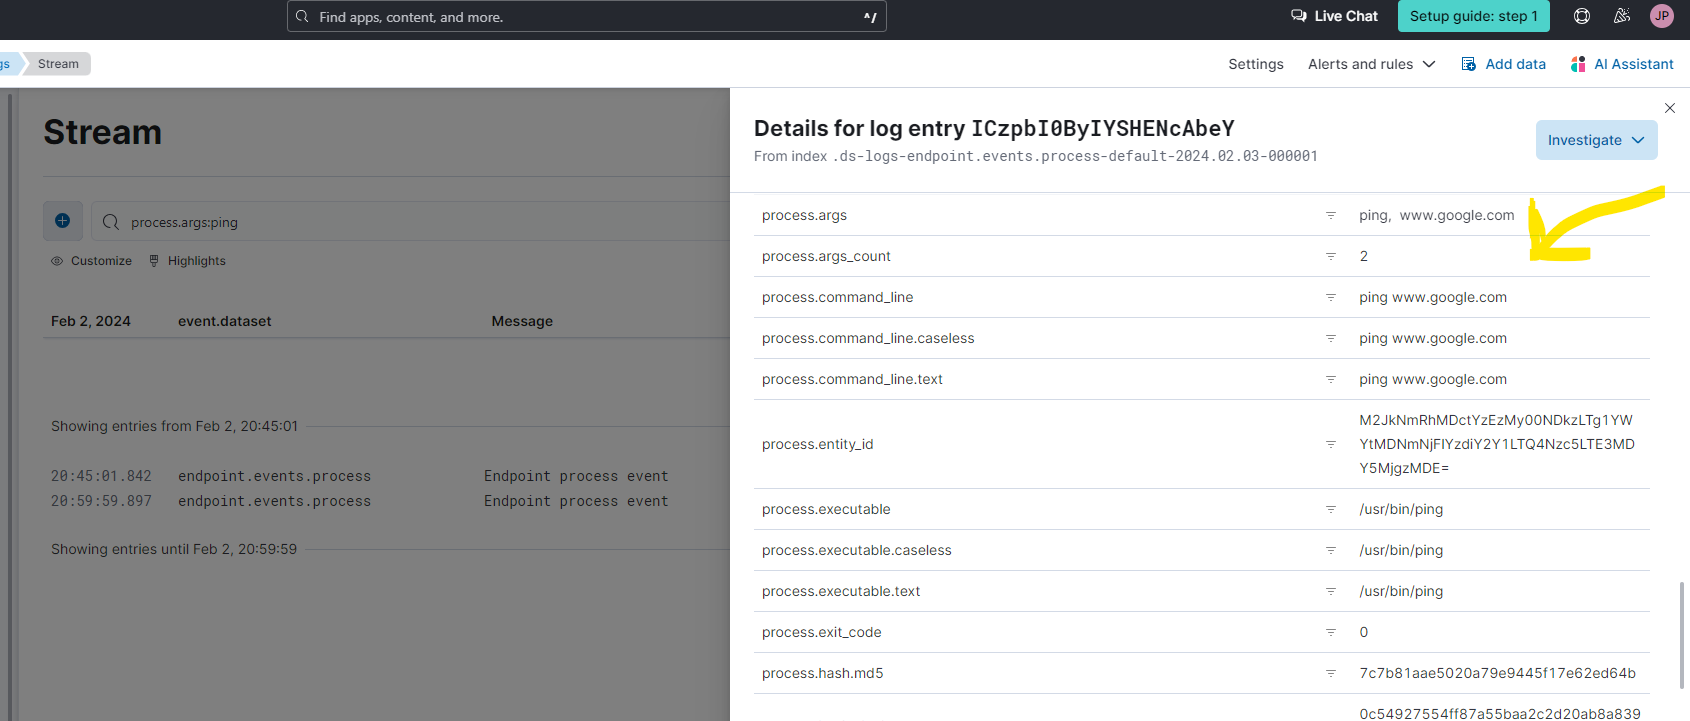 Find apps, content, and more.
^/
Live Chat
Setup guide: step 1
JP
gs
Stream
Settings
Alerts and rules
Add data
AI Assistant
Stream
process.args:ping
Customize
Highlights
Feb 2, 2024 event.dataset Message
Showing entries from Feb 2, 20:45:01
20:45:01.842 endpoint.events.process Endpoint process event
20:59:59.897 endpoint.events.process Endpoint process event
Showing entries until Feb 2, 20:59:59
Details for log entry ICzpbI0ByIYSHENcAbeY
From index .ds-logs-endpoint.events.process-default-2024.02.03-000001
Investigate
process.args ping, www.google.com
process.args_count 2
process.command_line ping www.google.com
process.command_line.caseless ping www.google.com
process.command_line.text ping www.google.com
process.entity_id
M2JkNmRhMDctYzEzMy00NDkzLTg1YW
YtMDNmNjFlYzdiY2Y1LTQ4Nzc5LTE3MD
Y5MjgzMDE=
process.executable /usr/bin/ping
process.executable.caseless /usr/bin/ping
process.executable.text /usr/bin/ping
process.exit_code 0
process.hash.md5 7c7b81aae5020a79e9445f17e62ed64b
0c54927554ff87a55baa2c2d20ab8a839